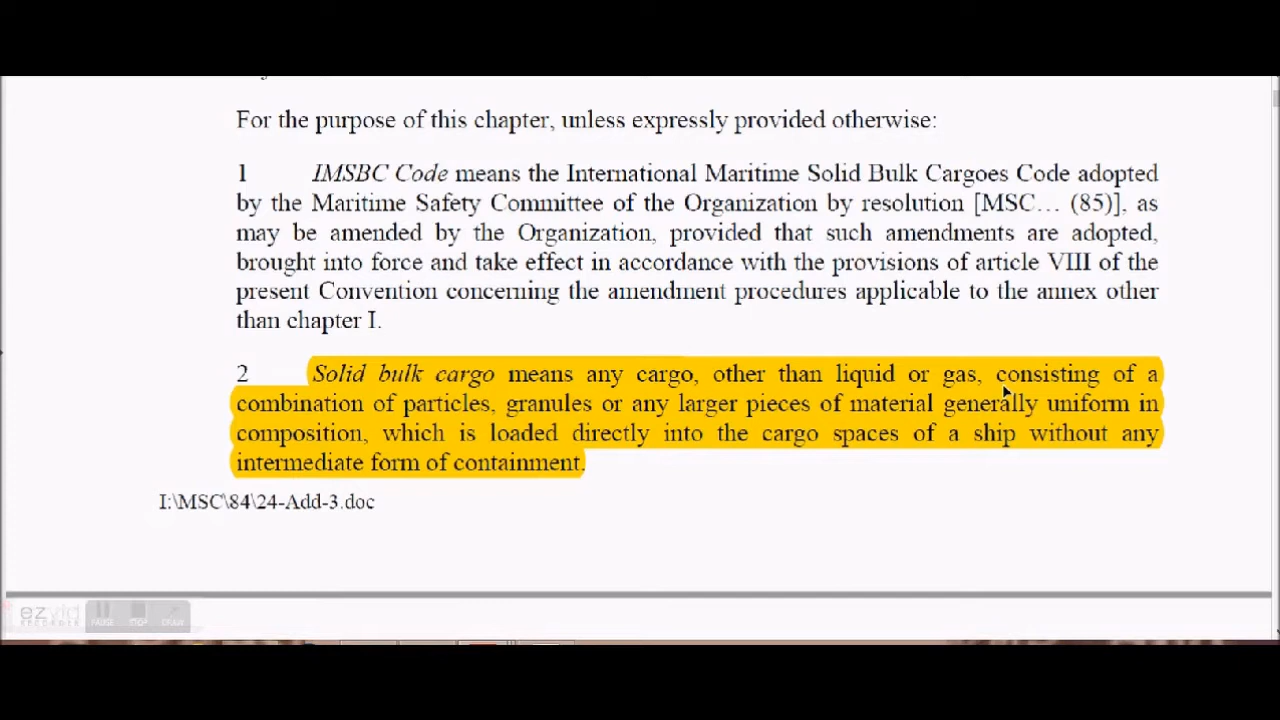 For the purpose of this chapter, unless expressly provided otherwise:
1 IMSBC Code means the International Maritime Solid Bulk Cargoes Code adopted
by the Maritime Safety Committee of the Organization by resolution [MSC… (85)], as
may be amended by the Organization, provided that such amendments are adopted,
brought into force and take effect in accordance with the provisions of article VIII of the
present Convention concerning the amendment procedures applicable to the annex other
than chapter I.
2 Solid bulk cargo means any cargo, other than liquid or gas, consisting of a
combination of particles, granules or any larger pieces of material generally uniform in
composition, which is loaded directly into the cargo spaces of a ship without any
intermediate form of containment.
I:\MSC\84\24-Add-3.doc
ezvid
RECORDER
PAUSE STOP DRAW